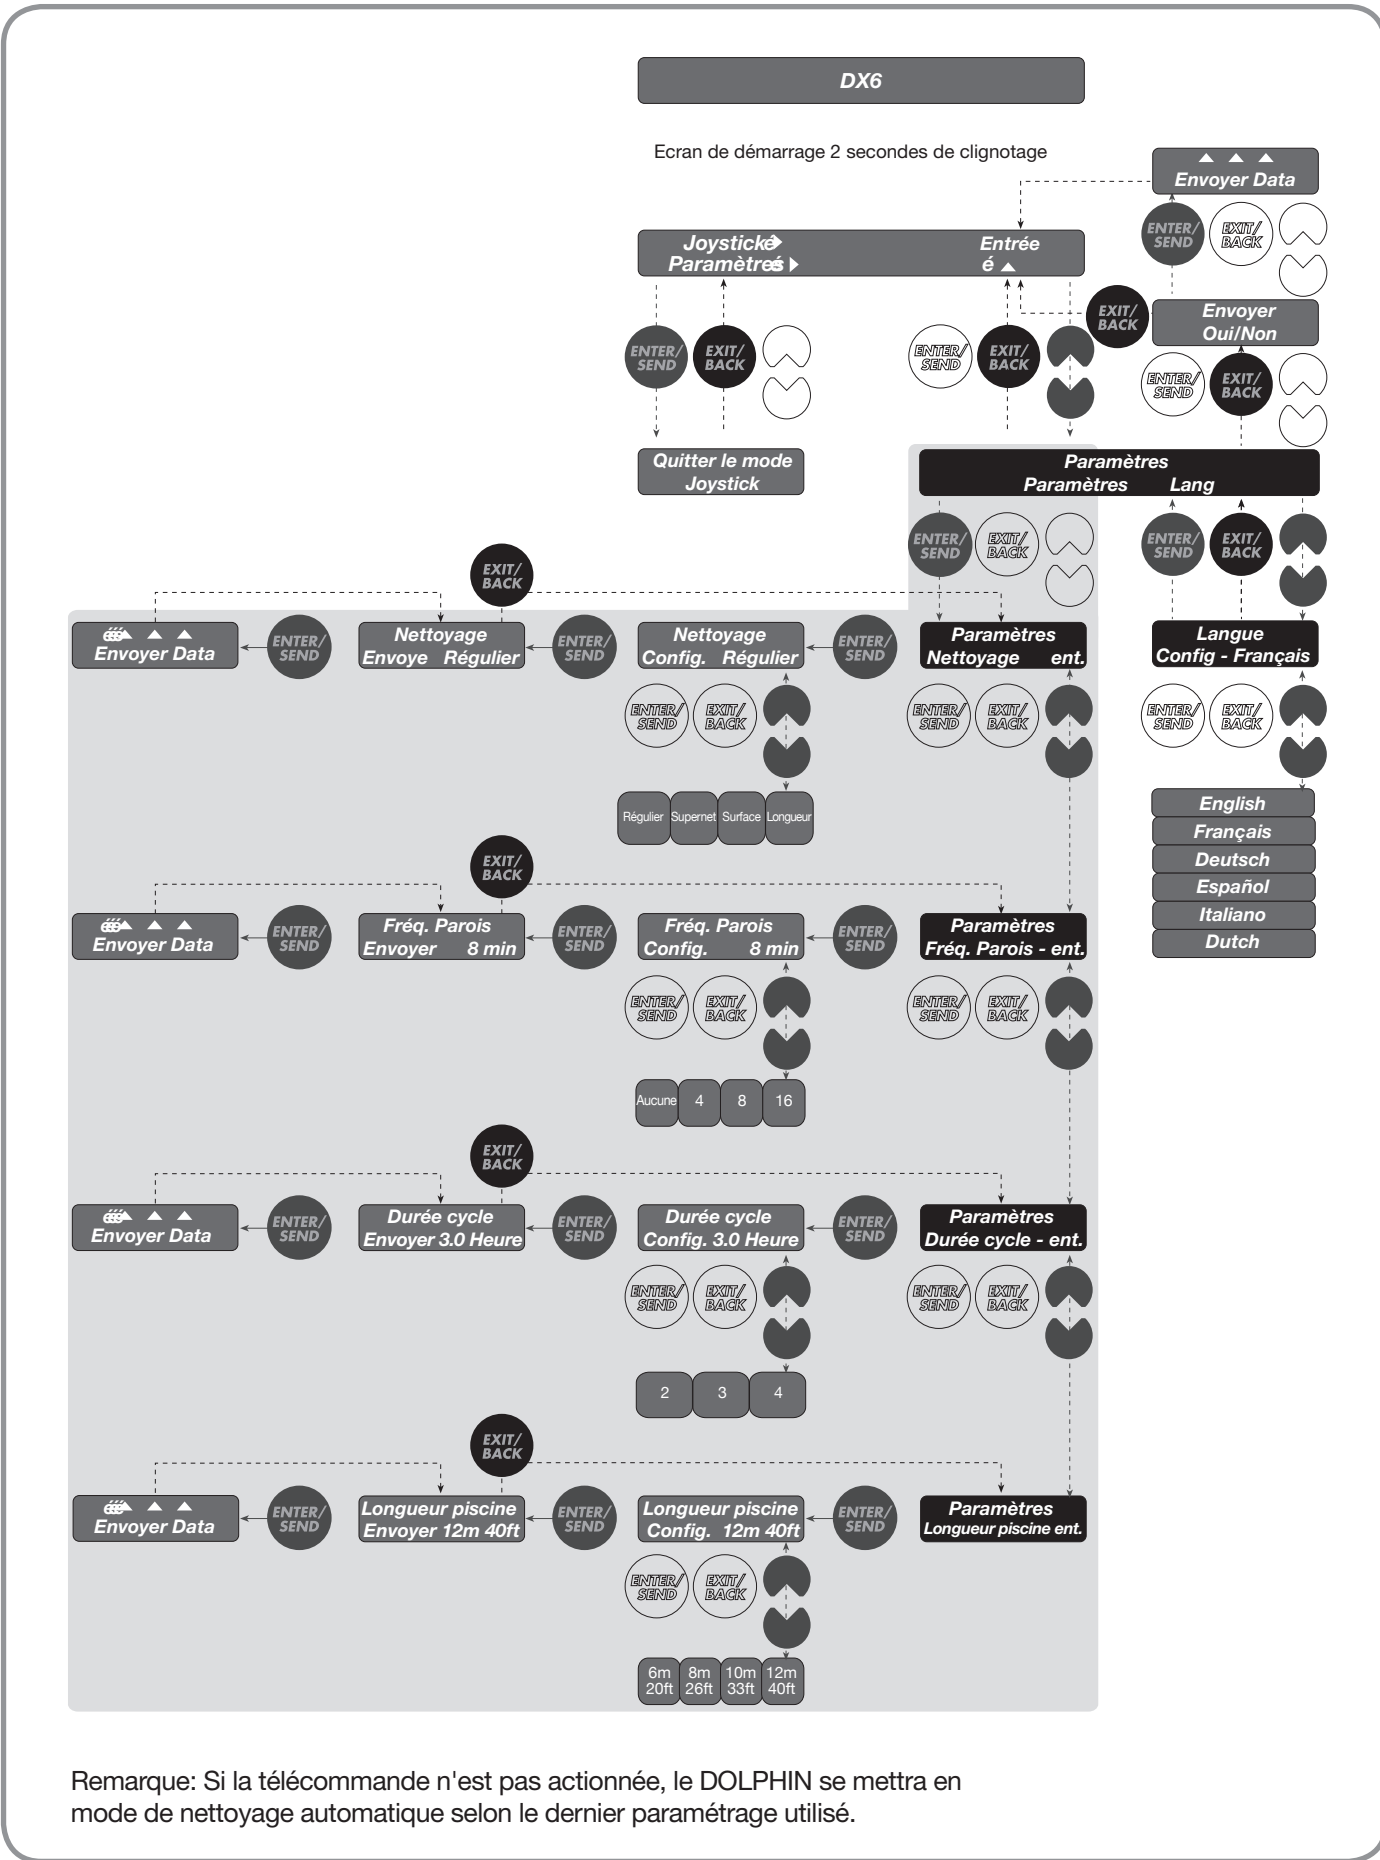 DX6
Ecran de démarrage 2 secondes de clignotage
Envoyer Data
ENTER/ SEND
EXIT/ BACK
Joystické Entrée
Paramètres é
EXIT/ BACK
Envoyer
Oui/Non
ENTER/ SEND
EXIT/ BACK
ENTER/ SEND
EXIT/ BACK
ENTER/ SEND
EXIT/ BACK
Quitter le mode
Joystick
Paramètres
Paramètres Lang
ENTER/ SEND
EXIT/ BACK
ENTER/ SEND
EXIT/ BACK
EXIT/ BACK
ééé
Envoyer Data
ENTER/ SEND
Nettoyage
Envoye Régulier
ENTER/ SEND
Nettoyage
Config. Régulier
ENTER/ SEND
Paramètres
Nettoyage ent.
Langue
Config - Français
ENTER/ SEND
EXIT/ BACK
ENTER/ SEND
EXIT/ BACK
ENTER/ SEND
EXIT/ BACK
Régulier Supernet Surface Longueur
English
Français
Deutsch
Español
Italiano
Dutch
EXIT/ BACK
ééé
Envoyer Data
ENTER/ SEND
Fréq. Parois
Envoyer 8 min
ENTER/ SEND
Fréq. Parois
Config. 8 min
ENTER/ SEND
Paramètres
Fréq. Parois - ent.
ENTER/ SEND
EXIT/ BACK
ENTER/ SEND
EXIT/ BACK
Aucune 4 8 16
EXIT/ BACK
ééé
Envoyer Data
ENTER/ SEND
Durée cycle
Envoyer 3.0 Heure
ENTER/ SEND
Durée cycle
Config. 3.0 Heure
ENTER/ SEND
Paramètres
Durée cycle - ent.
ENTER/ SEND
EXIT/ BACK
ENTER/ SEND
EXIT/ BACK
2 3 4
EXIT/ BACK
ééé
Envoyer Data
ENTER/ SEND
Longueur piscine
Envoyer 12m 40ft
ENTER/ SEND
Longueur piscine
Config. 12m 40ft
ENTER/ SEND
Paramètres
Longueur piscine ent.
ENTER/ SEND
EXIT/ BACK
6m 8m 10m 12m
20ft 26ft 33ft 40ft
Remarque: Si la télécommande n'est pas actionnée, le DOLPHIN se mettra en
mode de nettoyage automatique selon le dernier paramétrage utilisé.